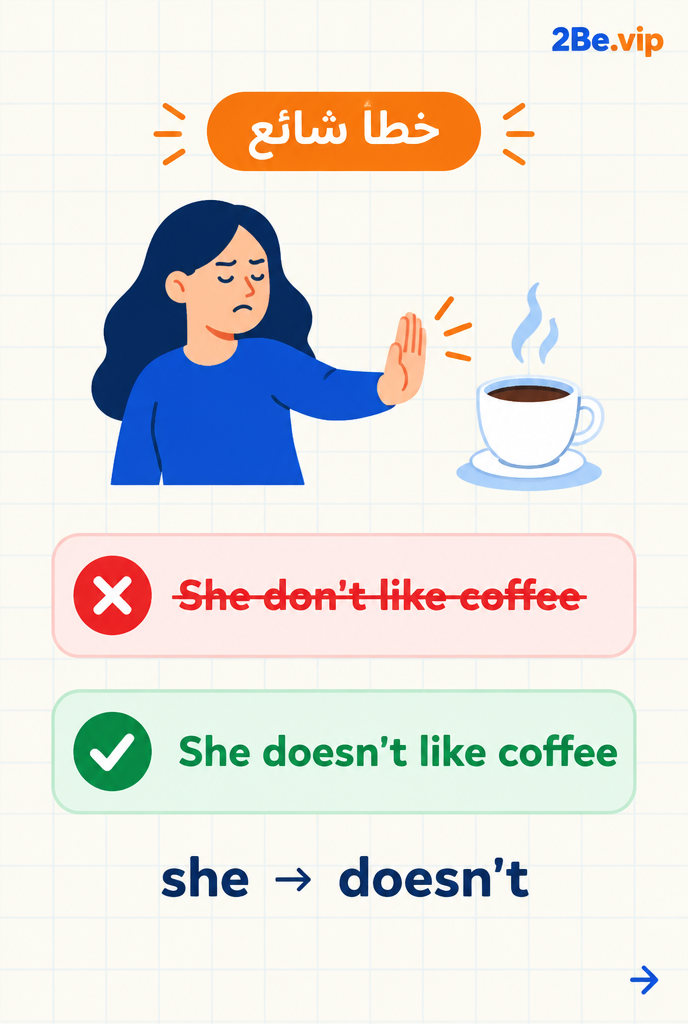 2Be.vip
خطأ شائع
She don't like coffee
She doesn't like coffee
she → doesn't